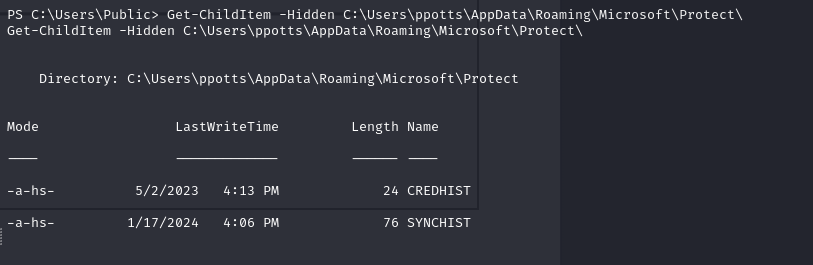 PS C:\Users\Public> Get-ChildItem -Hidden C:\Users\ppotts\AppData\Roaming\Microsoft\Protect\
Get-ChildItem -Hidden C:\Users\ppotts\AppData\Roaming\Microsoft\Protect\
Directory: C:\Users\ppotts\AppData\Roaming\Microsoft\Protect
Mode LastWriteTime Length Name
---- ------------- ------ ----
-a-hs- 5/2/2023 4:13 PM 24 CREDHIST
-a-hs- 1/17/2024 4:06 PM 76 SYNCHIST